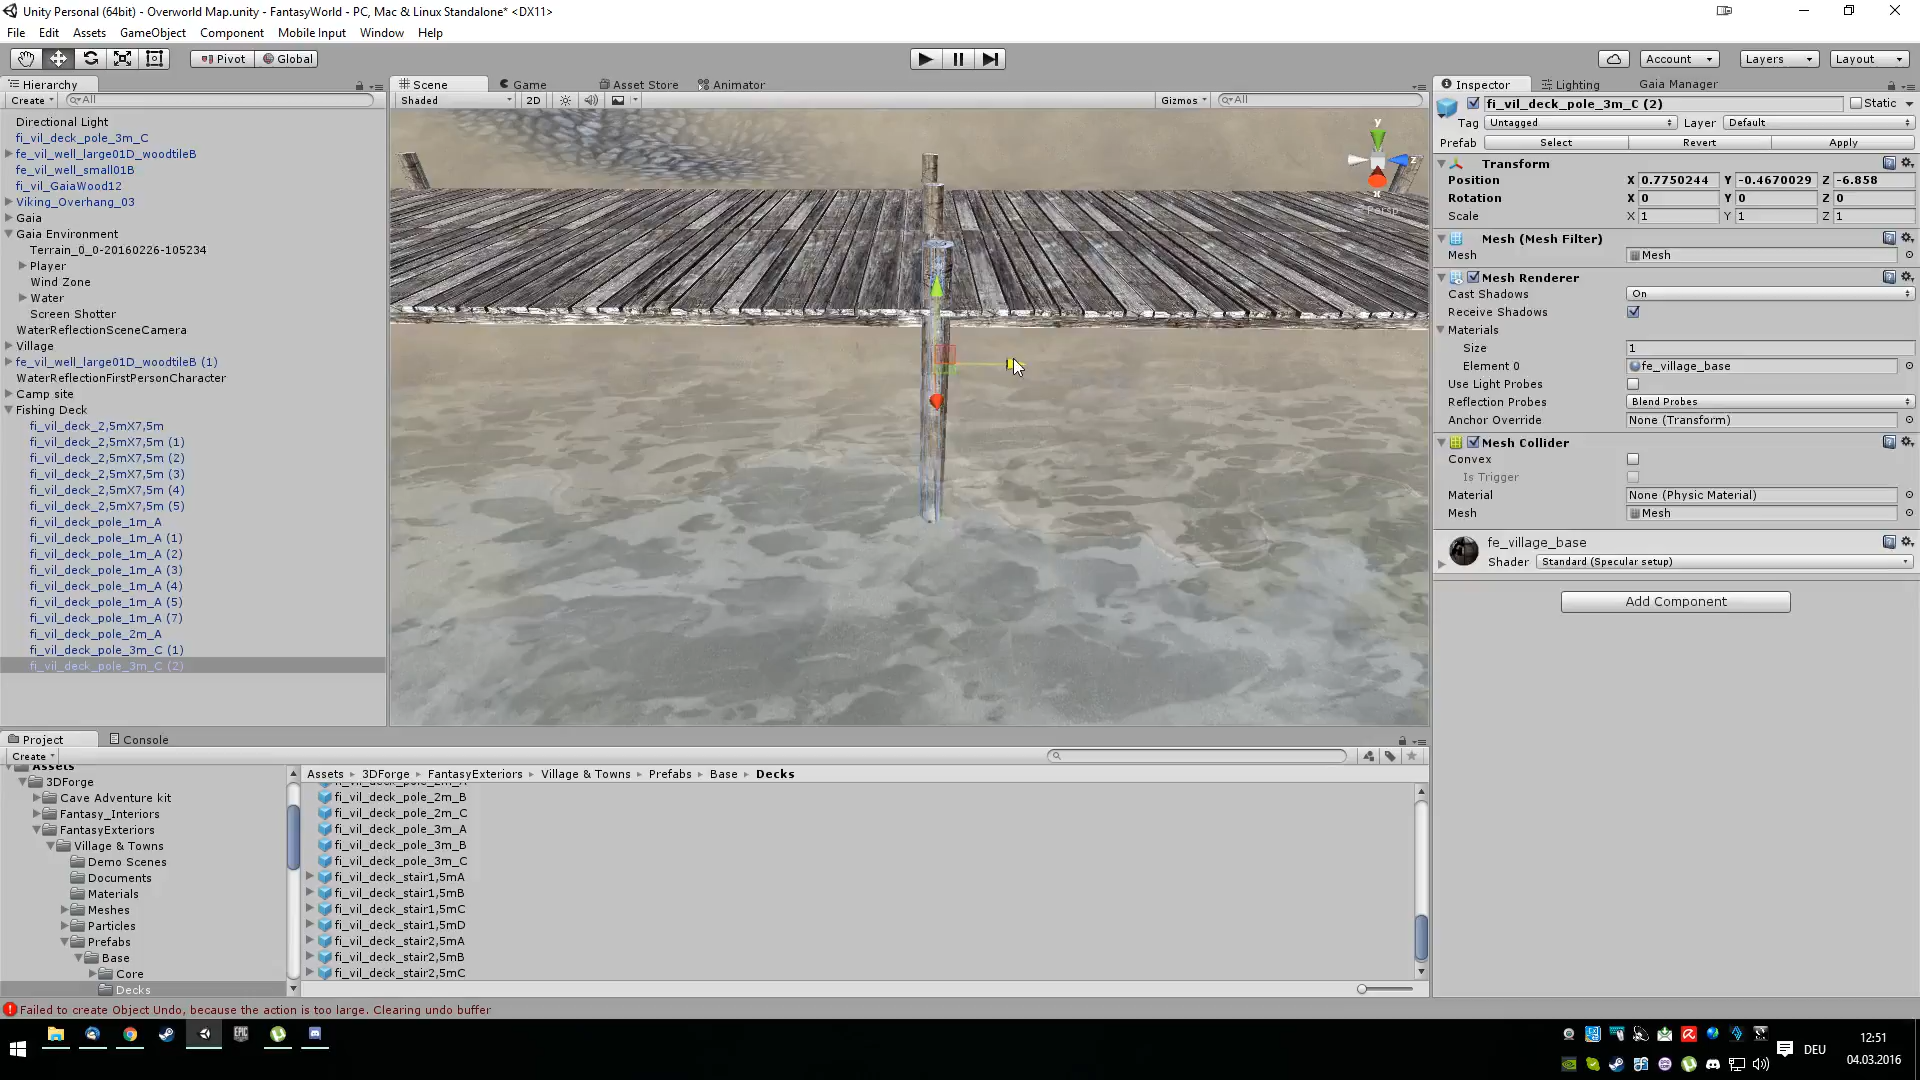 Unity Personal (64bit) - Overworld Map.unity - FantasyWorld - PC, Mac & Linux Standalone* <DX11>
File Edit Assets GameObject Component Mobile Input Window Help
Pivot Global Account Layers Layout
Hierarchy
Create All
Directional Light
fi_vil_deck_pole_3m_C
fe_vil_well_large01D_woodtileB
fe_vil_well_small01B
fi_vil_GaiaWood12
Viking_Overhang_03
Gaia
Gaia Environment
Terrain_0_0-20160226-105234
Player
Wind Zone
Water
Screen Shotter
WaterReflectionSceneCamera
Village
fe_vil_well_large01D_woodtileB (1)
WaterReflectionFirstPersonCharacter
Camp site
Fishing Deck
fi_vil_deck_2,5mX7,5m
fi_vil_deck_2,5mX7,5m (1)
fi_vil_deck_2,5mX7,5m (2)
fi_vil_deck_2,5mX7,5m (3)
fi_vil_deck_2,5mX7,5m (4)
fi_vil_deck_2,5mX7,5m (5)
fi_vil_deck_pole_1m_A
fi_vil_deck_pole_1m_A (1)
fi_vil_deck_pole_1m_A (2)
fi_vil_deck_pole_1m_A (3)
fi_vil_deck_pole_1m_A (4)
fi_vil_deck_pole_1m_A (5)
fi_vil_deck_pole_1m_A (7)
fi_vil_deck_pole_2m_A
fi_vil_deck_pole_3m_C (1)
fi_vil_deck_pole_3m_C (2)
Scene Game Asset Store Animator
Shaded 2D Gizmos All
y
z
x
Persp
Inspector Lighting Gaia Manager
fi_vil_deck_pole_3m_C (2) Static
Tag Untagged Layer Default
Prefab Select Revert Apply
Transform
Position X 0.7750244 Y -0.4670029 Z -6.858
Rotation X 0 Y 0 Z 0
Scale X 1 Y 1 Z 1
Mesh (Mesh Filter)
Mesh Mesh
Mesh Renderer
Cast Shadows On
Receive Shadows
Materials
Size 1
Element 0 fe_village_base
Use Light Probes
Reflection Probes Blend Probes
Anchor Override None (Transform)
Mesh Collider
Convex
Is Trigger
Material None (Physic Material)
Mesh Mesh
fe_village_base
Shader Standard (Specular setup)
Add Component
Project Console
Create
Assets
3DForge
Cave Adventure kit
Fantasy_Interiors
FantasyExteriors
Village & Towns
Demo Scenes
Documents
Materials
Meshes
Particles
Prefabs
Base
Core
Decks
Assets 3DForge FantasyExteriors Village & Towns Prefabs Base Decks
fi_vil_deck_pole_2m_A
fi_vil_deck_pole_2m_B
fi_vil_deck_pole_2m_C
fi_vil_deck_pole_3m_A
fi_vil_deck_pole_3m_B
fi_vil_deck_pole_3m_C
fi_vil_deck_stair1,5mA
fi_vil_deck_stair1,5mB
fi_vil_deck_stair1,5mC
fi_vil_deck_stair1,5mD
fi_vil_deck_stair2,5mA
fi_vil_deck_stair2,5mB
fi_vil_deck_stair2,5mC
Failed to create Object Undo, because the action is too large. Clearing undo buffer
EPIC
DEU
12:51
04.03.2016